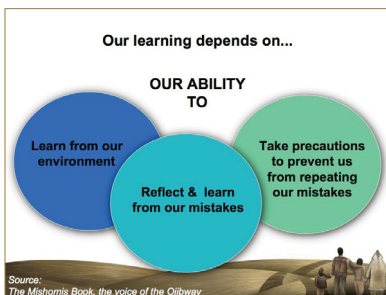 Our learning depends on...
OUR ABILITY
TO
Learn from our
environment
Reflect & learn
from our mistakes
Take precautions
to prevent us
from repeating
our mistakes
Source:
The Mishomis Book, the voice of the Ojibway